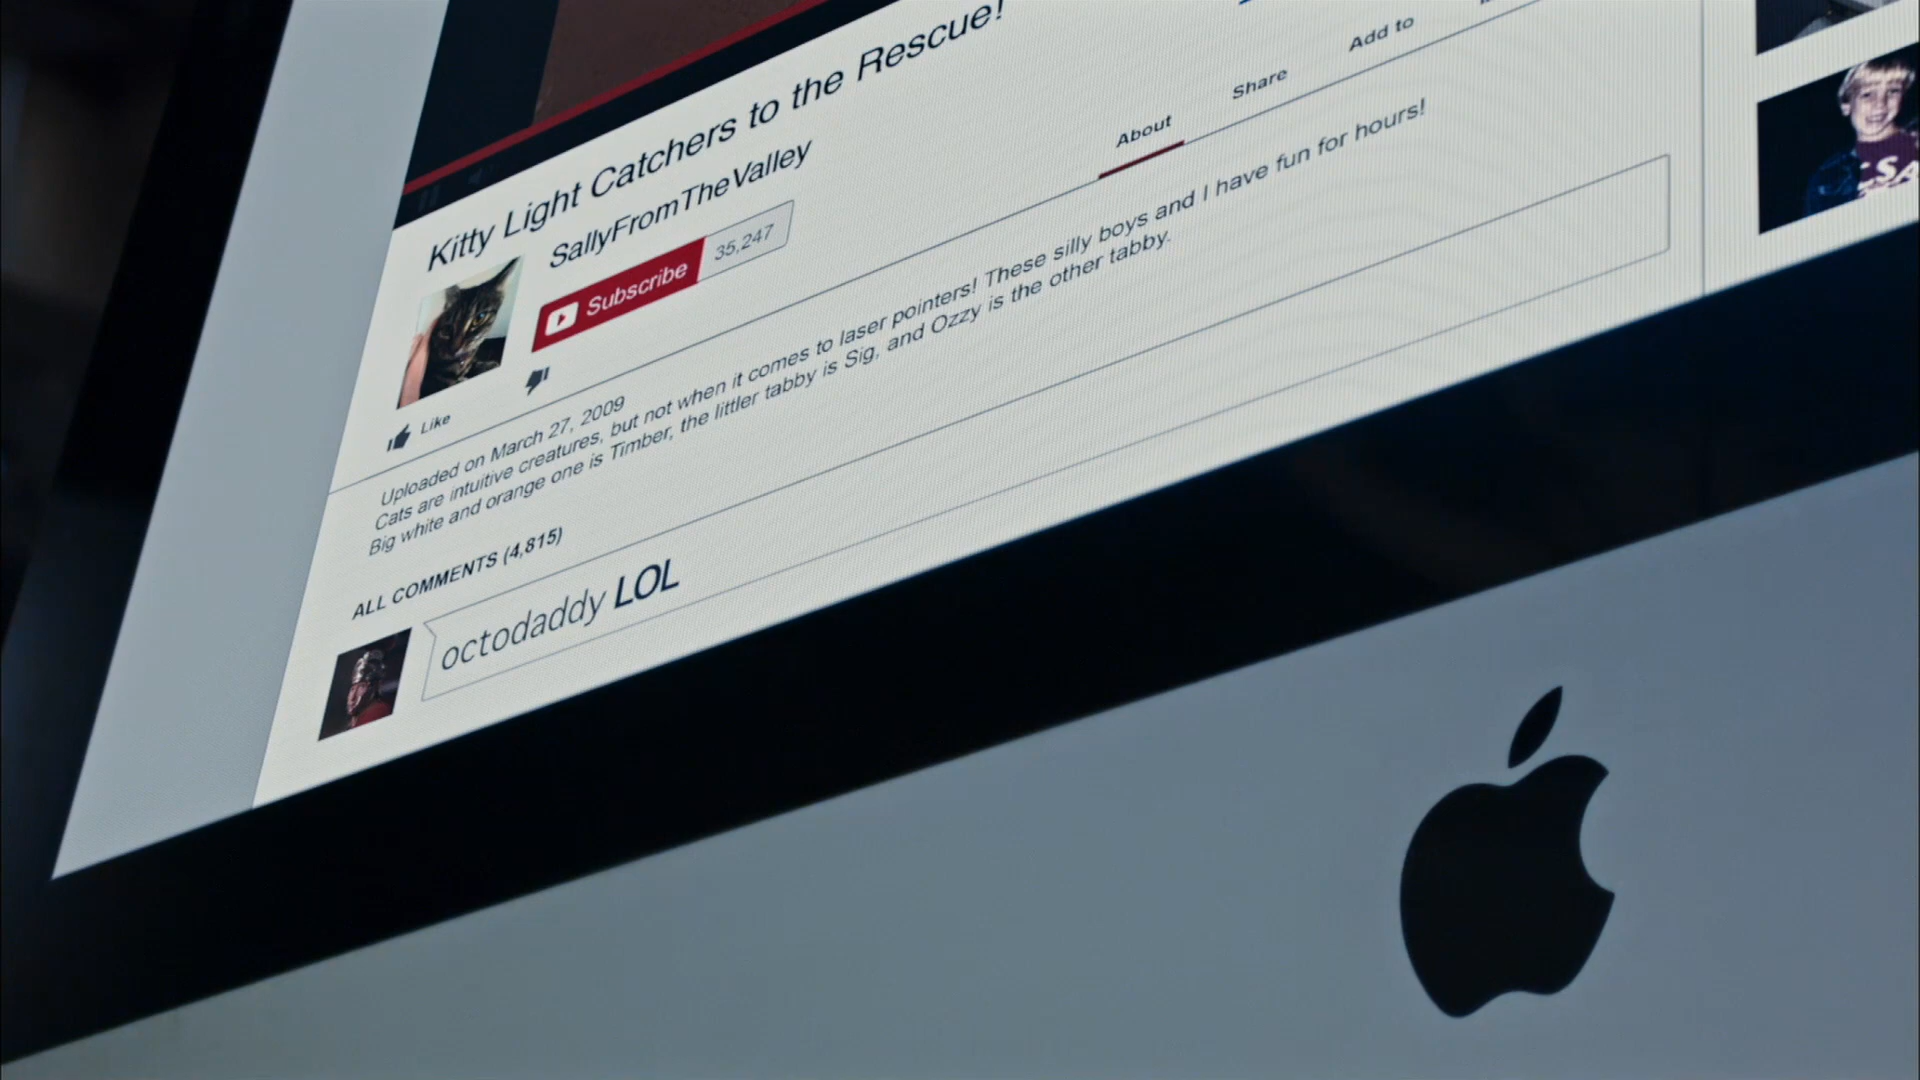 Kitty Light Catchers to the Rescue!
SallyFromTheValley
Subscribe 35,247
Like
About Share Add to
Uploaded on March 27, 2009
Cats are intuitive creatures, but not when it comes to laser pointers! These silly boys and I have fun for hours!
Big white and orange one is Timber, the littler tabby is Sig, and Ozzy is the other tabby.
ALL COMMENTS (4,815)
octodaddy LOL